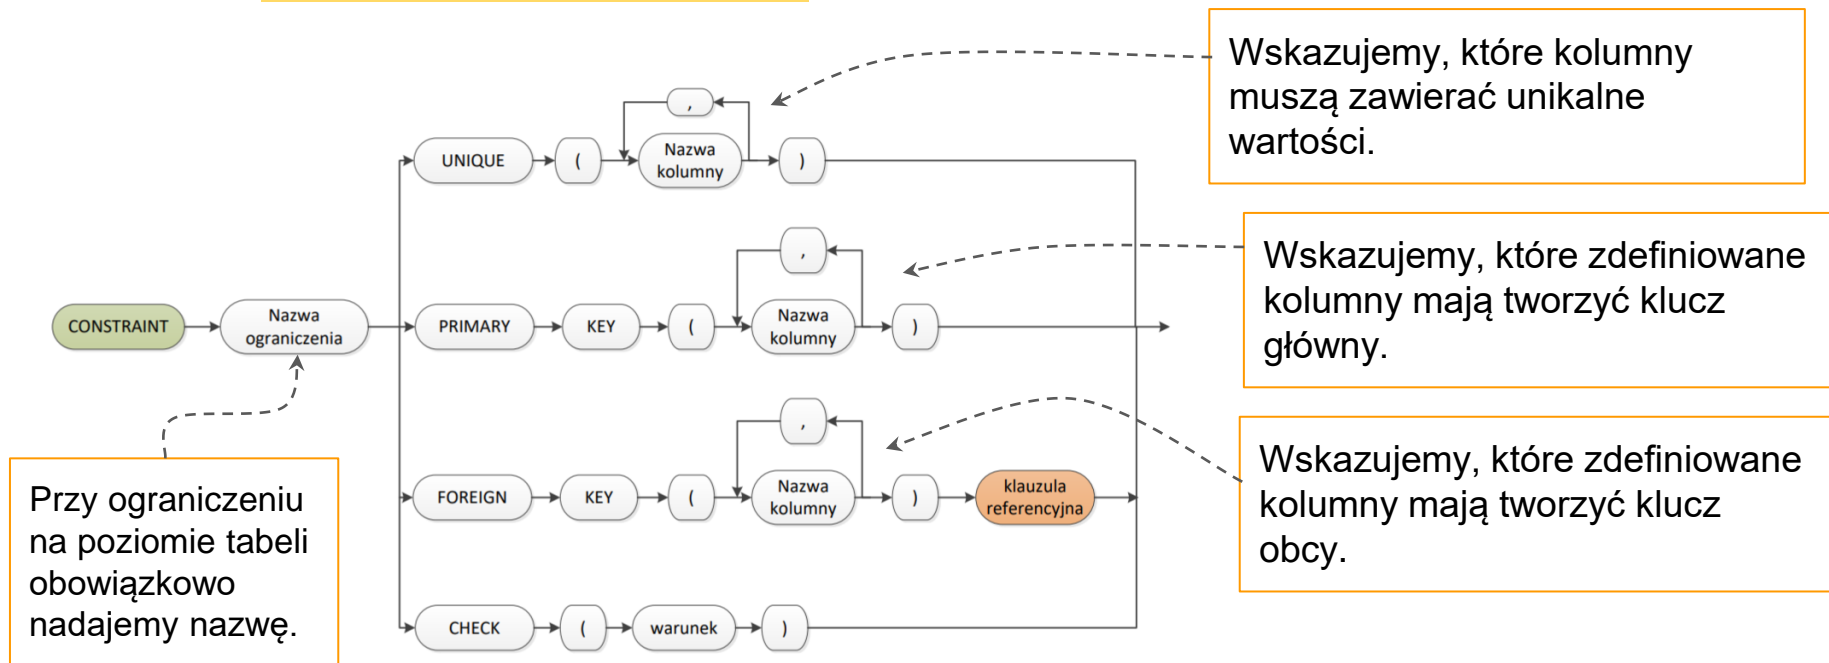 Wskazujemy, które kolumny
muszą zawierać unikalne
wartości.
,
UNIQUE ( Nazwa kolumny )
Wskazujemy, które zdefiniowane
kolumny mają tworzyć klucz
główny.
,
CONSTRAINT Nazwa ograniczenia PRIMARY KEY ( Nazwa kolumny )
Wskazujemy, które zdefiniowane
kolumny mają tworzyć klucz
obcy.
,
FOREIGN KEY ( Nazwa kolumny ) klauzula referencyjna
Przy ograniczeniu
na poziomie tabeli
obowiązkowo
nadajemy nazwę.
CHECK ( warunek )